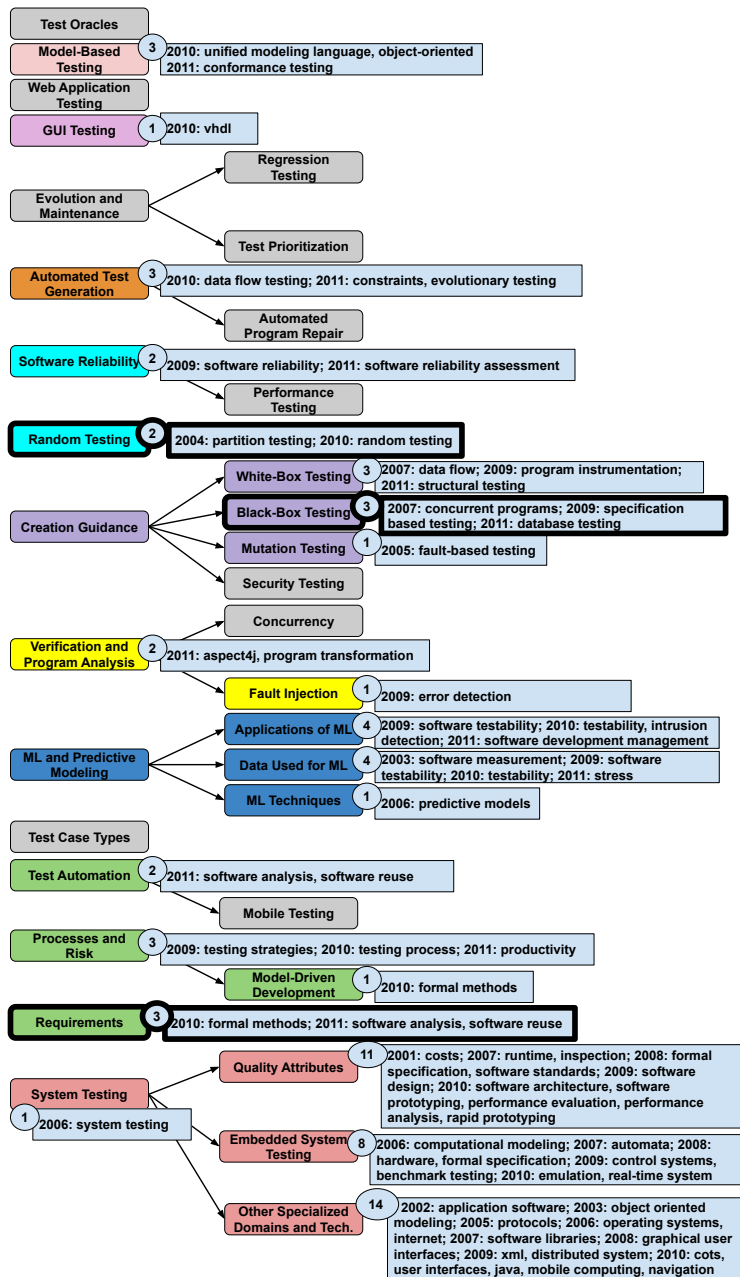 Test Oracles
Model-Based
Testing
3
2010: unified modeling language, object-oriented
2011: conformance testing
Web Application
Testing
GUI Testing
1
2010: vhdl
Regression
Testing
Evolution and
Maintenance
Test Prioritization
Automated Test
Generation
3
2010: data flow testing; 2011: constraints, evolutionary testing
Automated
Program Repair
Software Reliability
2
2009: software reliability; 2011: software reliability assessment
Performance
Testing
Random Testing
2
2004: partition testing; 2010: random testing
White-Box Testing
3
2007: data flow; 2009: program instrumentation;
2011: structural testing
Creation Guidance
Black-Box Testing
3
2007: concurrent programs; 2009: specification
based testing; 2011: database testing
Mutation Testing
1
2005: fault-based testing
Security Testing
Concurrency
Verification and
Program Analysis
2
2011: aspect4j, program transformation
Fault Injection
1
2009: error detection
Applications of ML
4
2009: software testability; 2010: testability, intrusion
detection; 2011: software development management
ML and Predictive
Modeling
Data Used for ML
4
2003: software measurement; 2009: software
testability; 2010: testability; 2011: stress
ML Techniques
1
2006: predictive models
Test Case Types
Test Automation
2
2011: software analysis, software reuse
Mobile Testing
Processes and
Risk
3
2009: testing strategies; 2010: testing process; 2011: productivity
Model-Driven
Development
1
2010: formal methods
Requirements
3
2010: formal methods; 2011: software analysis, software reuse
Quality Attributes
11
2001: costs; 2007: runtime, inspection; 2008: formal
specification, software standards; 2009: software
design; 2010: software architecture, software
prototyping, performance evaluation, performance
analysis, rapid prototyping
System Testing
1
2006: system testing
Embedded System
Testing
8
2006: computational modeling; 2007: automata; 2008:
hardware, formal specification; 2009: control systems,
benchmark testing; 2010: emulation, real-time system
Other Specialized
Domains and Tech.
14
2002: application software; 2003: object oriented
modeling; 2005: protocols; 2006: operating systems,
internet; 2007: software libraries; 2008: graphical user
interfaces; 2009: xml, distributed system; 2010: cots,
user interfaces, java, mobile computing, navigation